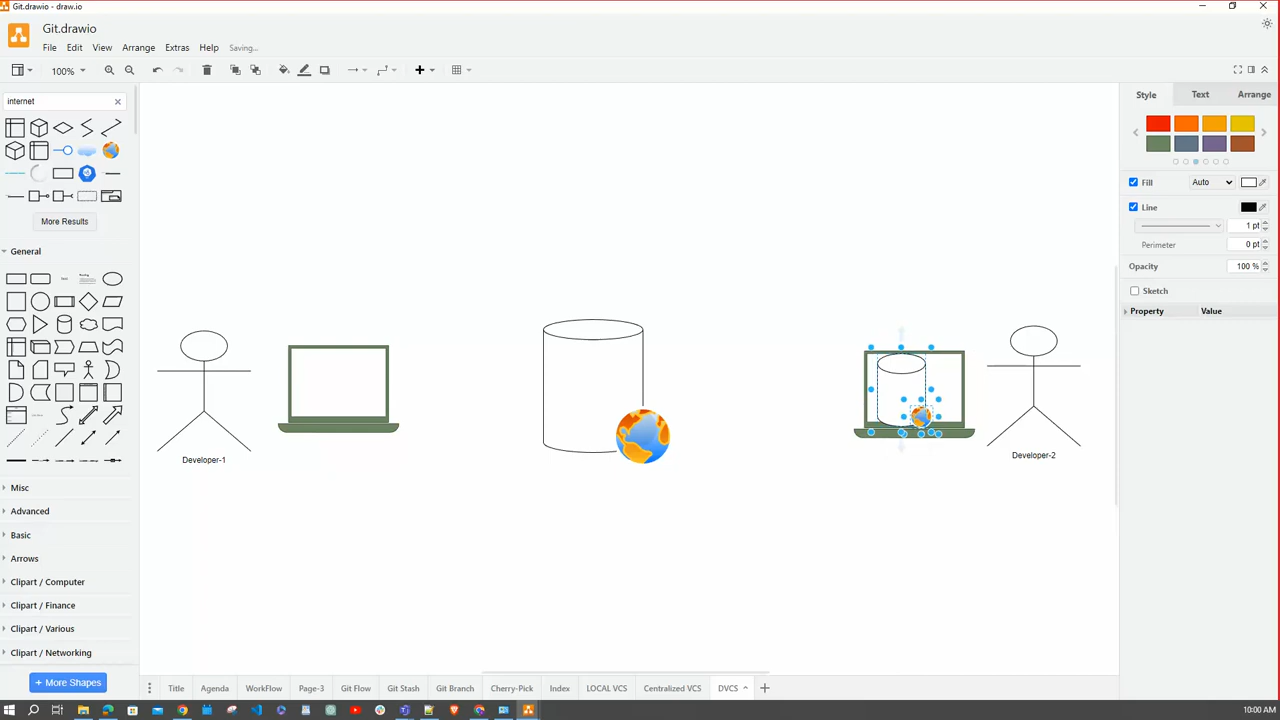 Git.drawio - draw.io
Git.drawio
File Edit View Arrange Extras Help Saving...
100%
internet
Style Text Arrange
Fill Auto
More Results
Line
1 pt
Perimeter 0 pt
General
Opacity 100 %
Sketch
Property Value
Developer-1
Developer-2
Misc
Advanced
Basic
Arrows
Clipart / Computer
Clipart / Finance
Clipart / Various
Clipart / Networking
+ More Shapes
Title Agenda WorkFlow Page-3 Git Flow Git Stash Git Branch Cherry-Pick Index LOCAL VCS Centralized VCS DVCS
10:00 AM